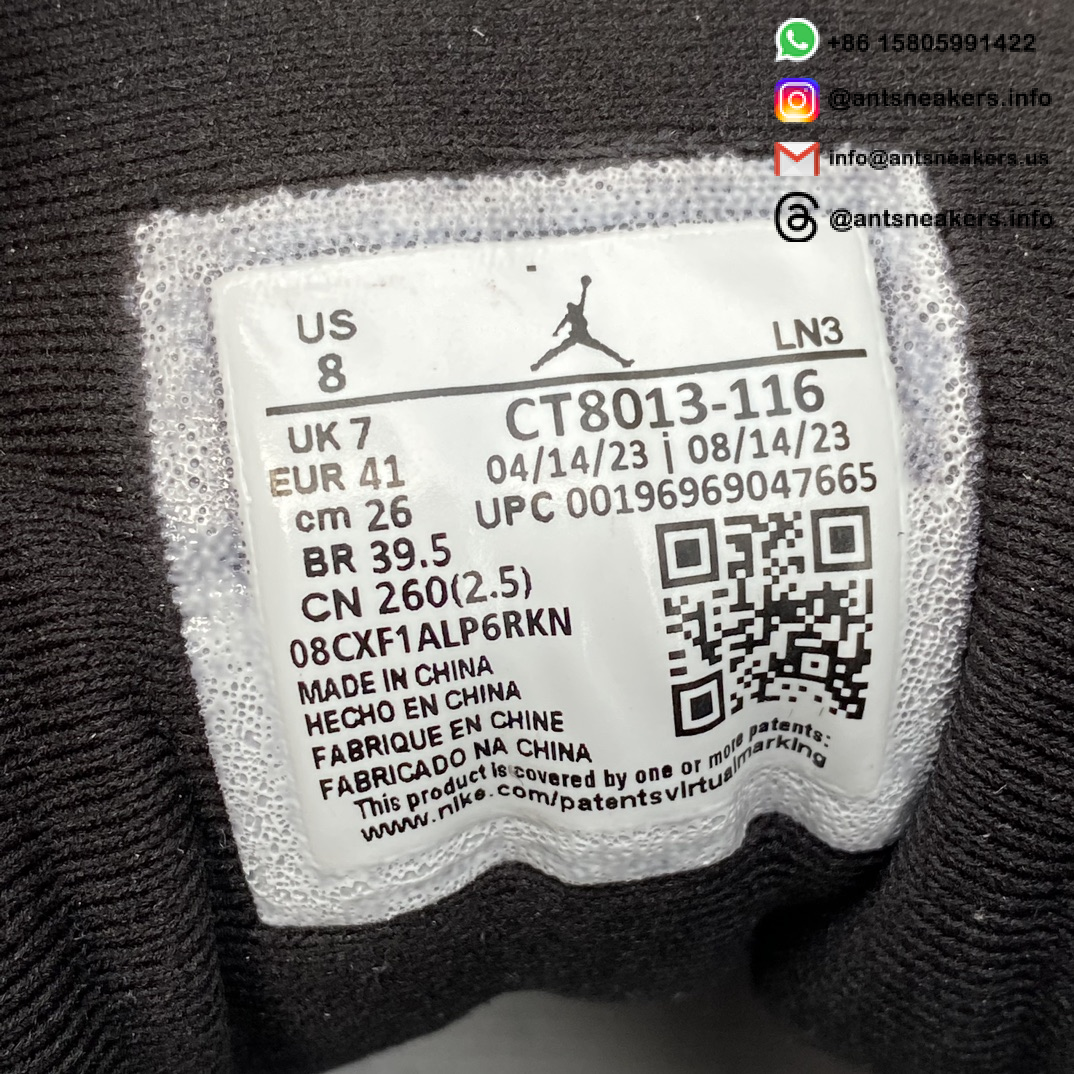 +86 15805991422
@antsneakers.info
info@antsneakers.us
@antsneakers.info
US
8
LN3
UK 7
EUR 41
cm 26
BR 39.5
CN 260(2.5)
CT8013-116
04/14/23 | 08/14/23
UPC 00196969047665
08CXF1ALP6RKN
MADE IN CHINA
HECHO EN CHINA
FABRIQUE EN CHINE
FABRICADO NA CHINA
This product is covered by one or more patents:
www.nike.com/patentsvirtualmarking